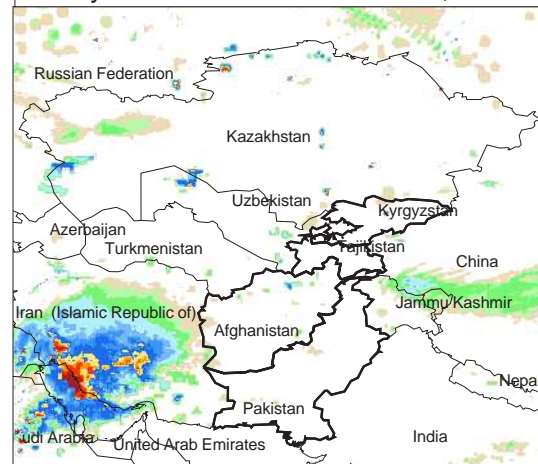 Russian Federation
Kazakhstan
Uzbekistan
Kyrgyzstan
Azerbaijan
Turkmenistan
Tajikistan
China
Iran (Islamic Republic of)
Jammu/Kashmir
Afghanistan
Nepa
Pakistan
udi Arabia
United Arab Emirates
India